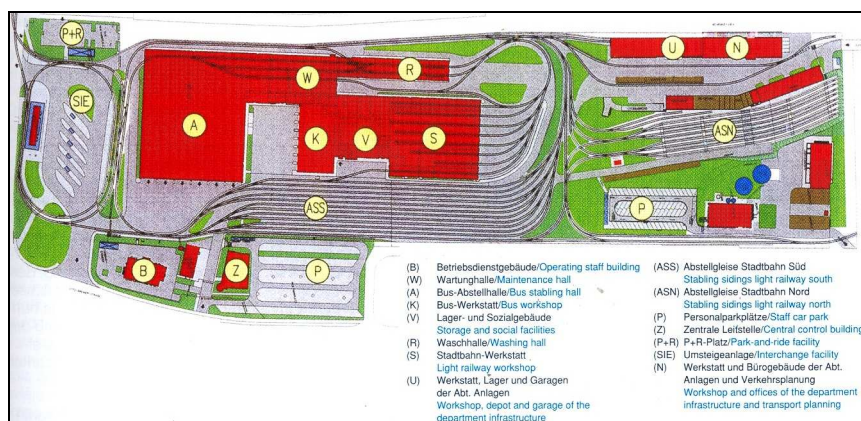 P+R
SIE
A
W
R
K
V
S
U
N
ASN
ASS
P
B
Z
P
(B) Betriebsdienstgebäude/Operating staff building
(W) Wartunghalle/Maintenance hall
(A) Bus-Abstellhalle/Bus stabling hall
(K) Bus-Werkstatt/Bus workshop
(V) Lager- und Sozialgebäude
Storage and social facilities
(R) Waschhalle/Washing hall
(S) Stadtbahn-Werkstatt
Light railway workshop
(U) Werkstatt, Lager und Garagen
der Abt. Anlagen
Workshop, depot and garage of the
department infrastructure
(ASS) Abstellgleise Stadtbahn Süd
Stabling sidings light railway south
(ASN) Abstellgleise Stadtbahn Nord
Stabling sidings light railway north
(P) Personalparkplätze/Staff car park
(Z) Zentrale Leitstelle/Central control building
(P+R) P+R-Platz/Park-and-ride facility
(SIE) Umsteigeanlage/Interchange facility
(N) Werkstatt und Bürogebäude der Abt.
Anlagen und Verkehrsplanung
Workshop and offices of the department
infrastructure and transport planning